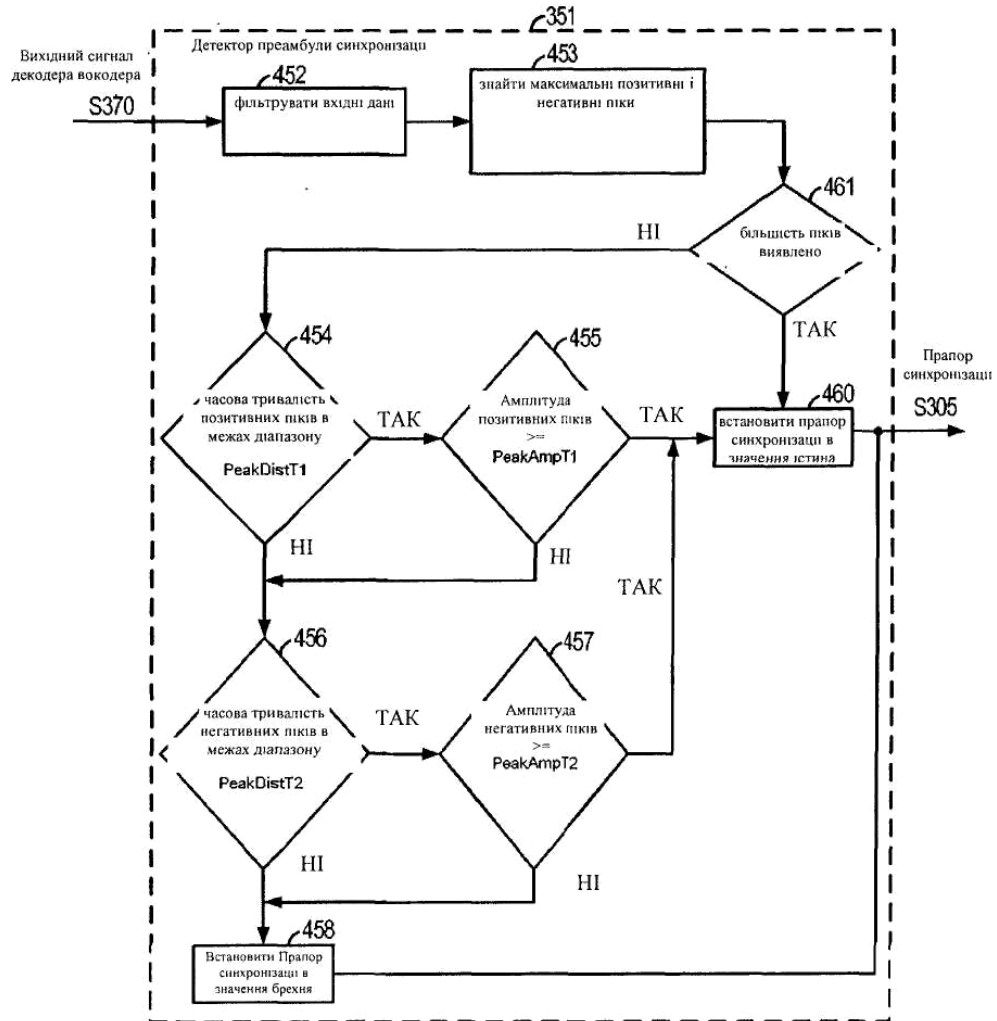 351
Вихідний сигнал
декодера вокодера
S370
Детектор преамбули синхронізації
452
фільтрувати вхідні дані
453
знайти максимальні позитивні і
негативні піки
461
більшість піків
виявлено
НІ
ТАК
454
часова тривалість
позитивних піків в
межах діапазону
PeakDistT1
ТАК
НІ
455
Амплітуда
позитивних піків
>=
PeakAmpT1
ТАК
НІ
460
встановити прапор
синхронізації в
значення істина
Прапор
синхронізації
S305
456
часова тривалість
негативних піків в
межах діапазону
PeakDistT2
ТАК
НІ
457
Амплітуда
негативних піків
>=
PeakAmpT2
ТАК
НІ
458
Встановити Прапор
синхронізації в
значення брехня